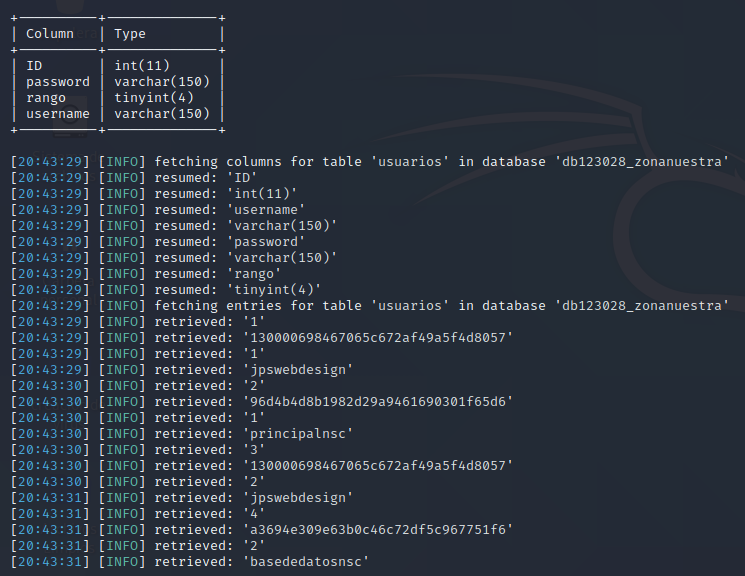 +----------+--------------+
| Column   | Type         |
+----------+--------------+
| ID       | int(11)      |
| password | varchar(150) |
| rango    | tinyint(4)   |
| username | varchar(150) |
+----------+--------------+
[20:43:29] [INFO] fetching columns for table 'usuarios' in database 'db123028_zonanuestra'
[20:43:29] [INFO] resumed: 'ID'
[20:43:29] [INFO] resumed: 'int(11)'
[20:43:29] [INFO] resumed: 'username'
[20:43:29] [INFO] resumed: 'varchar(150)'
[20:43:29] [INFO] resumed: 'password'
[20:43:29] [INFO] resumed: 'varchar(150)'
[20:43:29] [INFO] resumed: 'rango'
[20:43:29] [INFO] resumed: 'tinyint(4)'
[20:43:29] [INFO] fetching entries for table 'usuarios' in database 'db123028_zonanuestra'
[20:43:29] [INFO] retrieved: '1'
[20:43:29] [INFO] retrieved: '130000698467065c672af49a5f4d8057'
[20:43:29] [INFO] retrieved: '1'
[20:43:29] [INFO] retrieved: 'jpswebdesign'
[20:43:30] [INFO] retrieved: '2'
[20:43:30] [INFO] retrieved: '96d4b4d8b1982d29a9461690301f65d6'
[20:43:30] [INFO] retrieved: '1'
[20:43:30] [INFO] retrieved: 'principalnsc'
[20:43:30] [INFO] retrieved: '3'
[20:43:30] [INFO] retrieved: '130000698467065c672af49a5f4d8057'
[20:43:30] [INFO] retrieved: '2'
[20:43:31] [INFO] retrieved: 'jpswebdesign'
[20:43:31] [INFO] retrieved: '4'
[20:43:31] [INFO] retrieved: 'a3694e309e63b0c46c72df5c967751f6'
[20:43:31] [INFO] retrieved: '2'
[20:43:31] [INFO] retrieved: 'basededatosnsc'